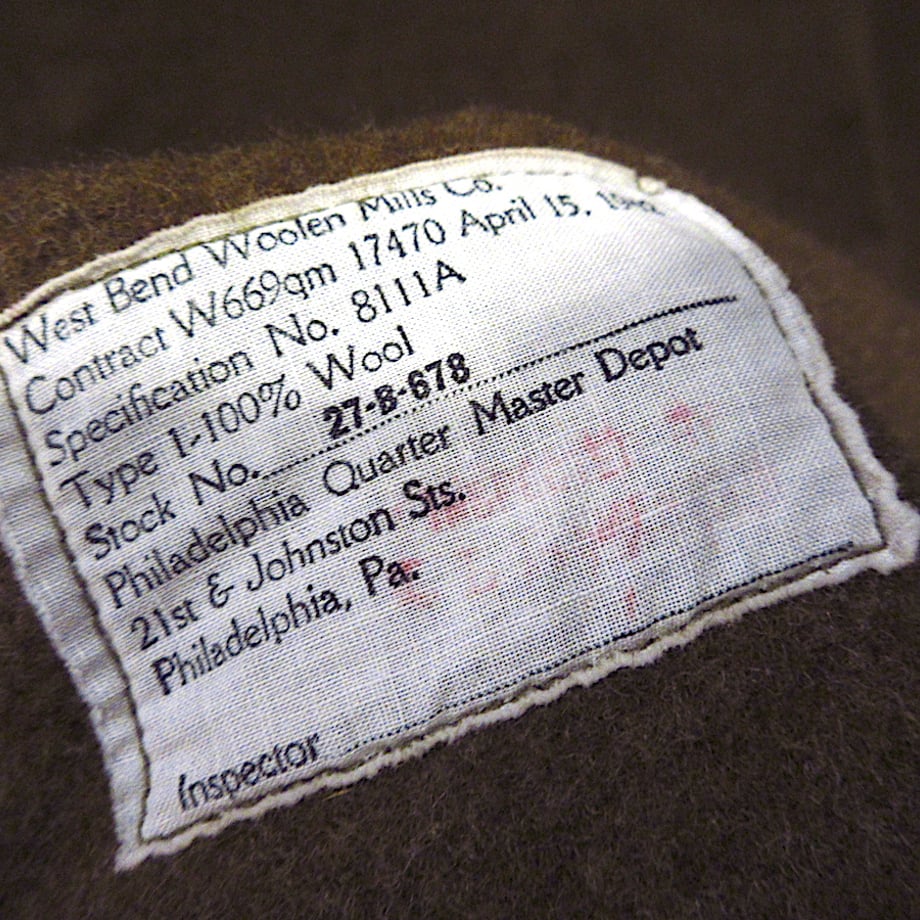 West Bend Woolen Mills Co.
Contract W669qm 17470 April 15,
Specification No. 8111A
Type 1-100% Wool
Stock No. 27-B-678
Philadelphia Quarter Master Depot
21st & Johnston Sts.
Philadelphia, Pa.
Inspector